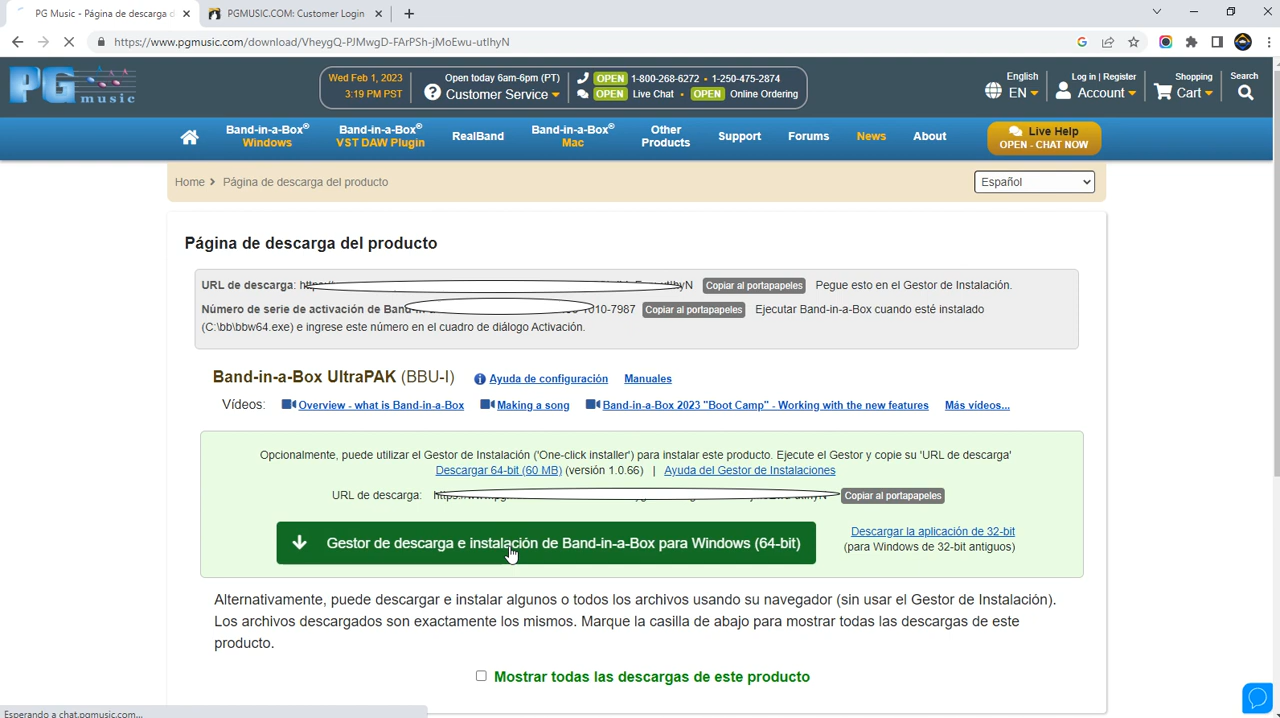 PG Music - Página de descarga d
PGMUSIC.COM: Customer Login
https://www.pgmusic.com/download/VheygQ-PJMwgD-FArPSh-jMoEwu-utIhyN
PG music
Wed Feb 1, 2023
3:19 PM PST
Open today 6am-6pm (PT)
Customer Service
OPEN 1-800-268-6272 • 1-250-475-2874
OPEN Live Chat • OPEN Online Ordering
English
EN
Log in | Register
Account
Shopping
Cart
Search
Band-in-a-Box® Windows
Band-in-a-Box® VST DAW Plugin
RealBand
Band-in-a-Box® Mac
Other Products
Support
Forums
News
About
Live Help
OPEN - CHAT NOW
Home > Página de descarga del producto
Español
Página de descarga del producto
URL de descarga: yN Copiar al portapapeles Pegue esto en el Gestor de Instalación.
Número de serie de activación de Band-in 1010-7987 Copiar al portapapeles Ejecutar Band-in-a-Box cuando esté instalado
(C:\bb\bbw64.exe) e ingrese este número en el cuadro de diálogo Activación.
Band-in-a-Box UltraPAK (BBU-I) Ayuda de configuración Manuales
Vídeos: Overview - what is Band-in-a-Box Making a song Band-in-a-Box 2023 "Boot Camp" - Working with the new features Más vídeos...
Opcionalmente, puede utilizar el Gestor de Instalación ('One-click installer') para instalar este producto. Ejecute el Gestor y copie su 'URL de descarga'
Descargar 64-bit (60 MB) (versión 1.0.66) | Ayuda del Gestor de Instalaciones
URL de descarga: Copiar al portapapeles
Gestor de descarga e instalación de Band-in-a-Box para Windows (64-bit)
Descargar la aplicación de 32-bit
(para Windows de 32-bit antiguos)
Alternativamente, puede descargar e instalar algunos o todos los archivos usando su navegador (sin usar el Gestor de Instalación).
Los archivos descargados son exactamente los mismos. Marque la casilla de abajo para mostrar todas las descargas de este
producto.
Mostrar todas las descargas de este producto
Esperando a chat.pgmusic.com...